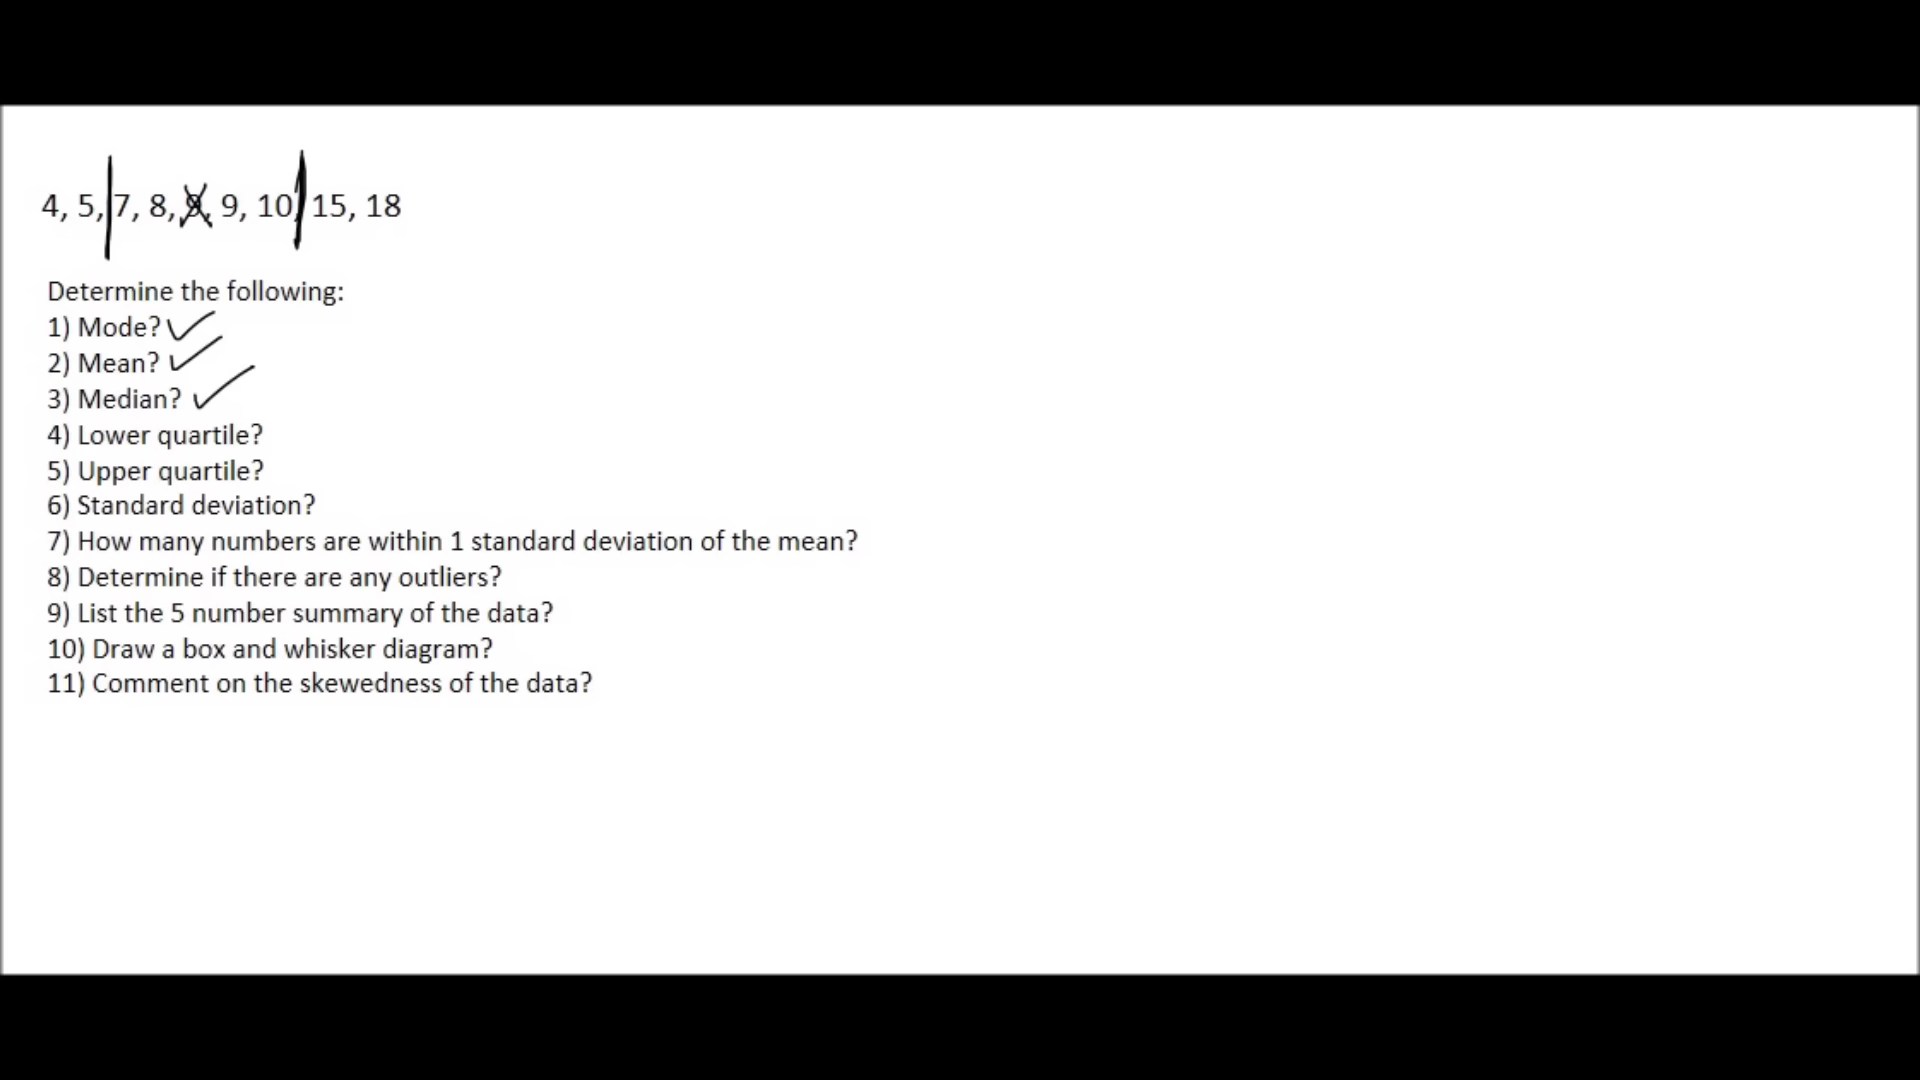 4, 5, 7, 8, 9, 9, 10, 15, 18
Determine the following:
1) Mode?
2) Mean?
3) Median?
4) Lower quartile?
5) Upper quartile?
6) Standard deviation?
7) How many numbers are within 1 standard deviation of the mean?
8) Determine if there are any outliers?
9) List the 5 number summary of the data?
10) Draw a box and whisker diagram?
11) Comment on the skewedness of the data?